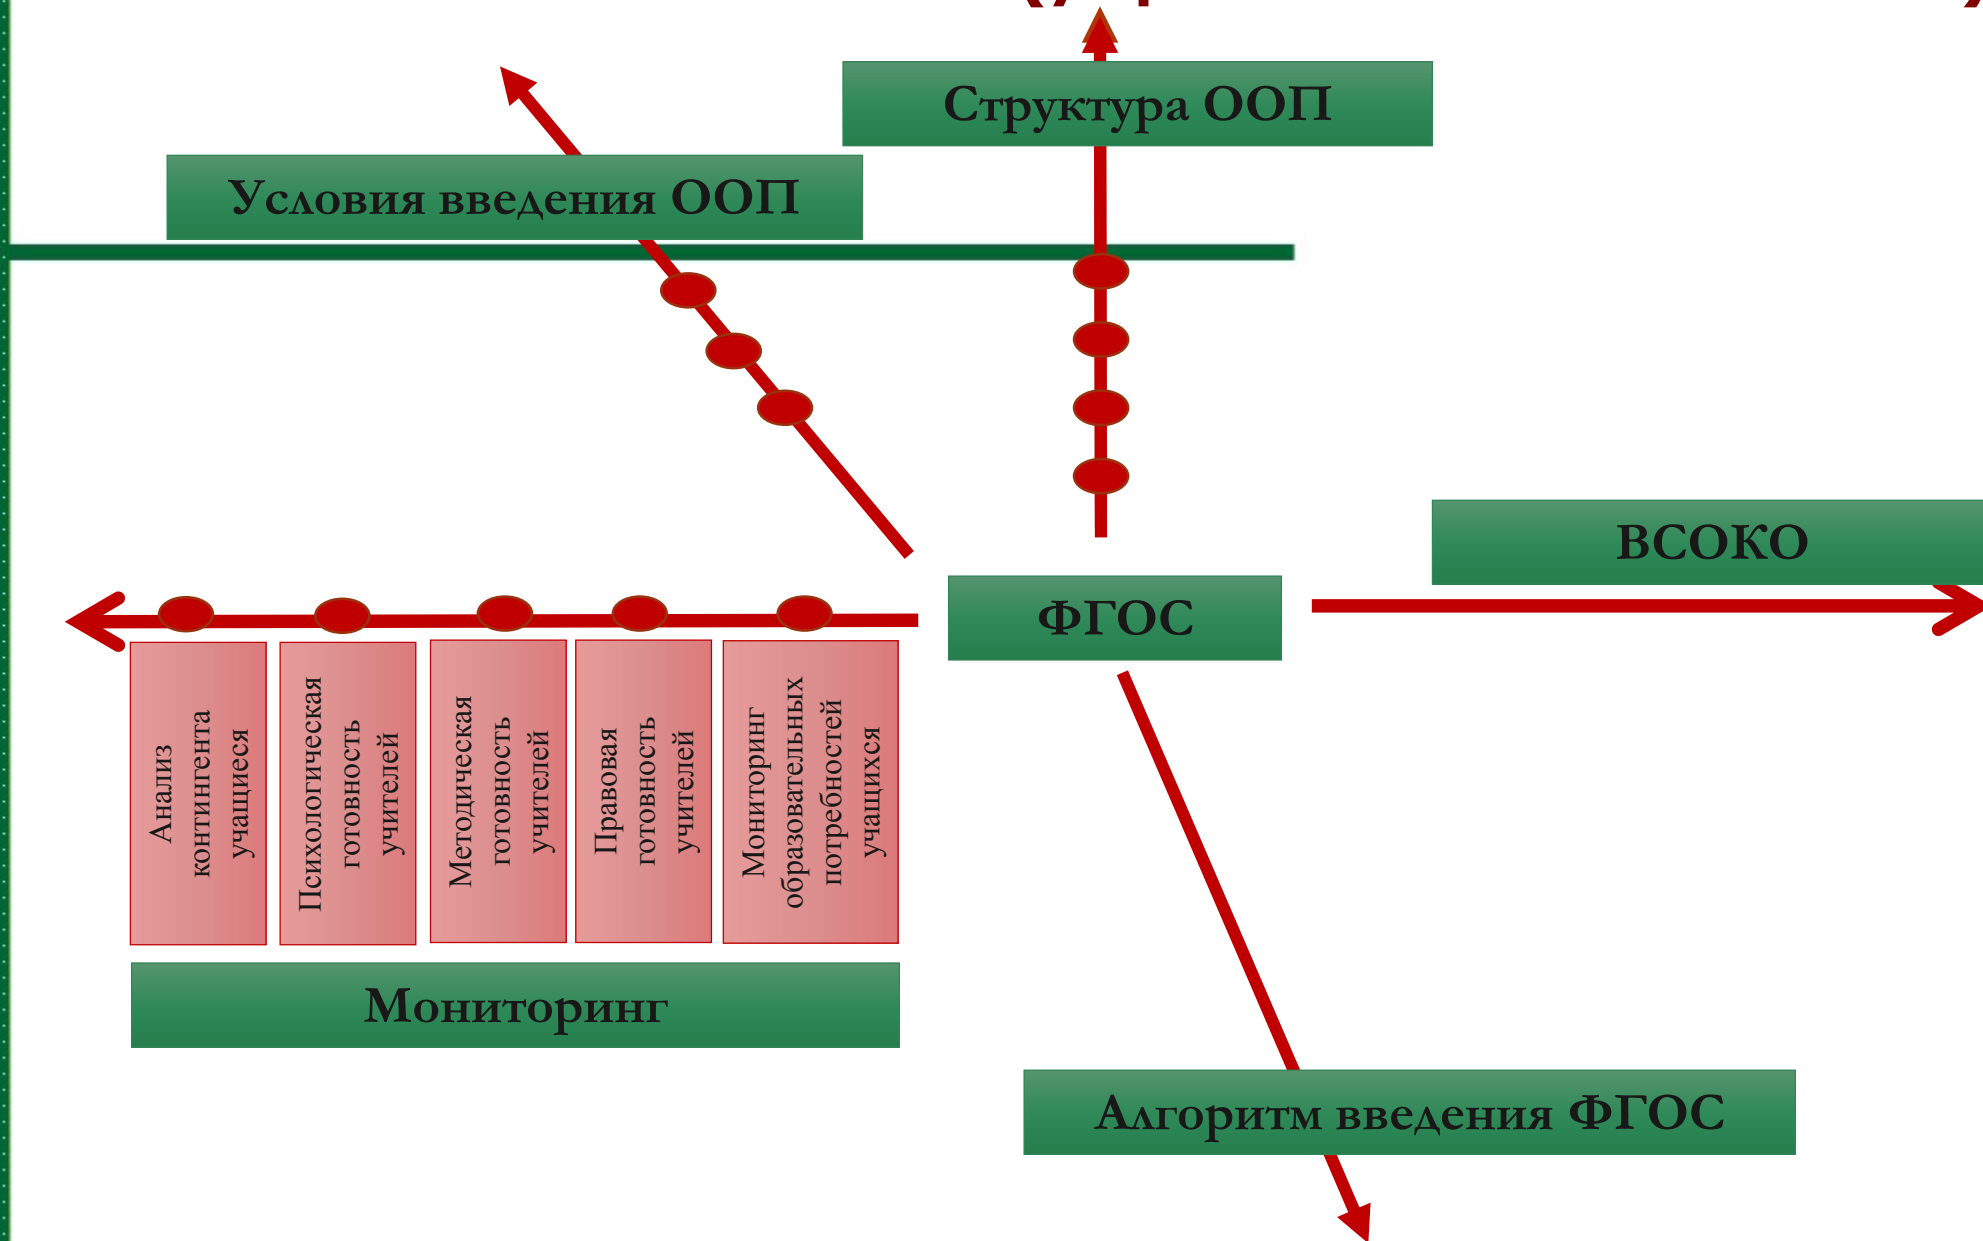 Структура ООП
Условия введения ООП
ВСОКО
ФГОС
Анализ
контингента
учащиеся
Психологическая
готовность
учителей
Методическая
готовность
учителей
Правовая
готовность
учителей
Мониторинг
образовательных
потребностей
учащихся
Мониторинг
Алгоритм введения ФГОС